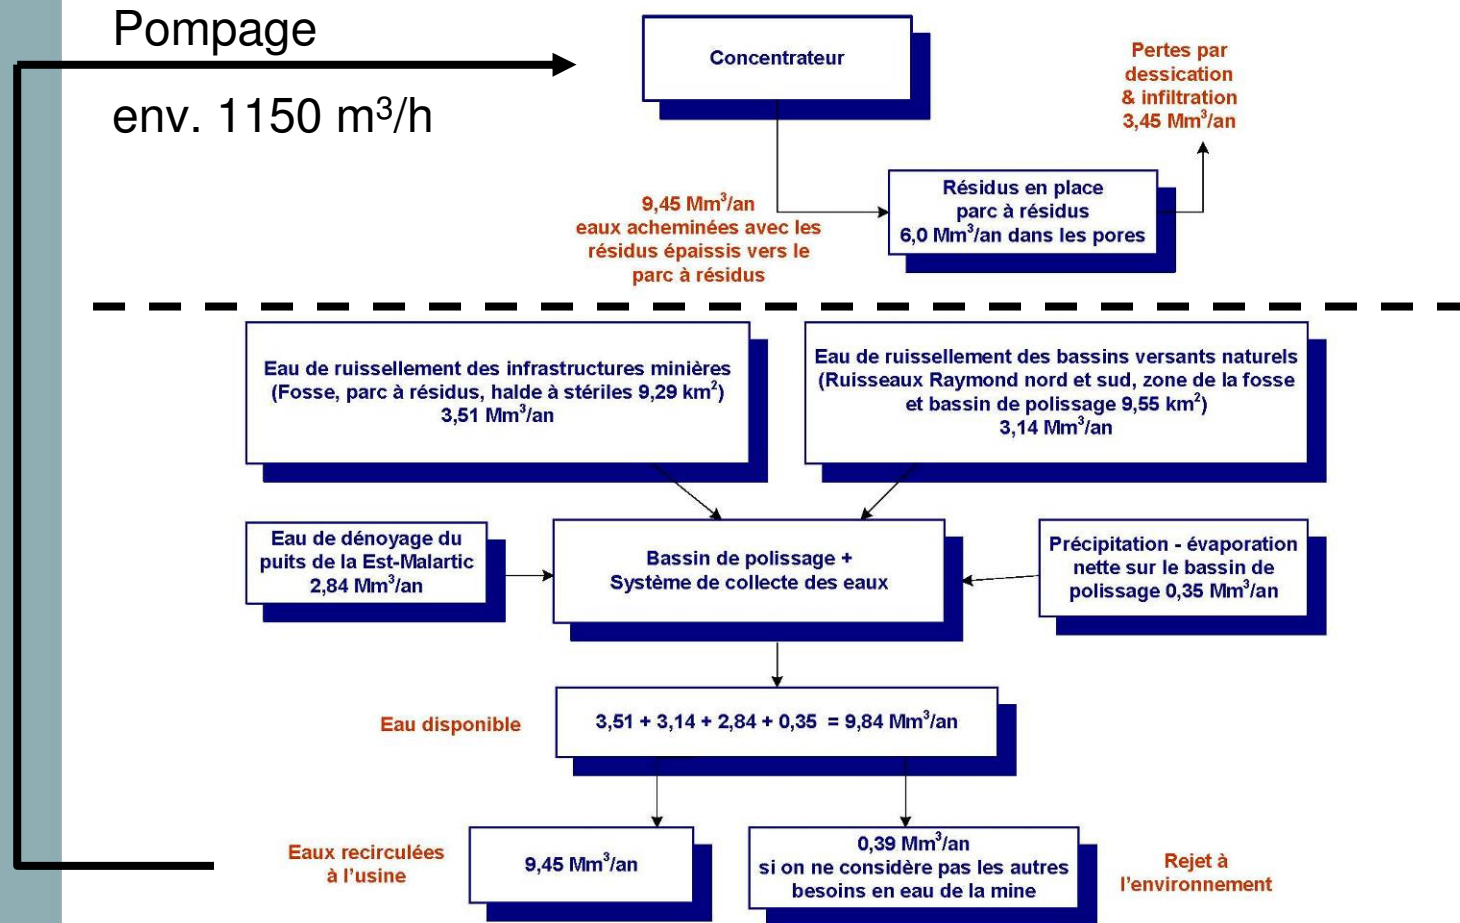 Pompage
env. 1150 m³/h
Concentrateur
Pertes par
dessication
& infiltration
3,45 Mm³/an
Résidus en place
parc à résidus
6,0 Mm³/an dans les pores
9,45 Mm³/an
eaux acheminées avec les
résidus épaissis vers le
parc à résidus
Eau de ruissellement des infrastructures minières
(Fosse, parc à résidus, halde à stériles 9,29 km²)
3,51 Mm³/an
Eau de ruissellement des bassins versants naturels
(Ruisseaux Raymond nord et sud, zone de la fosse
et bassin de polissage 9,55 km²)
3,14 Mm³/an
Eau de dénoyage du
puits de la Est-Malartic
2,84 Mm³/an
Bassin de polissage +
Système de collecte des eaux
Précipitation - évaporation
nette sur le bassin de
polissage 0,35 Mm³/an
Eau disponible
3,51 + 3,14 + 2,84 + 0,35 = 9,84 Mm³/an
Eaux recirculées
à l'usine
9,45 Mm³/an
0,39 Mm³/an
si on ne considère pas les autres
besoins en eau de la mine
Rejet à
l'environnement